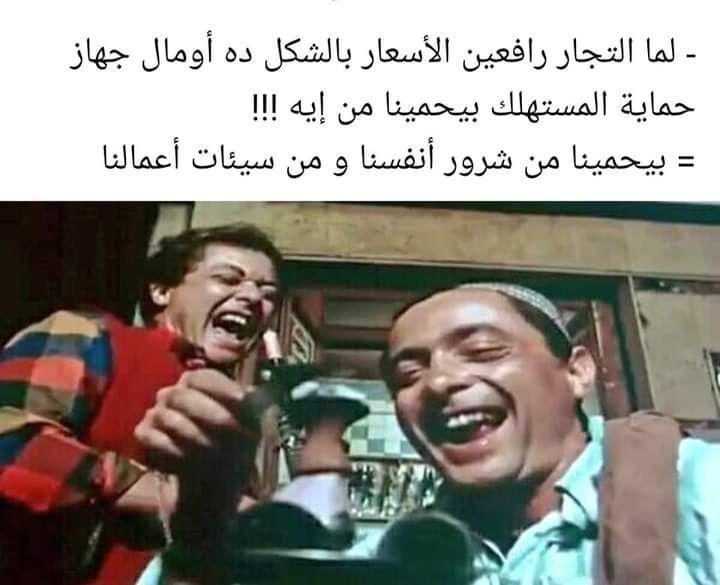 - لما التجار رافعين الأسعار بالشكل ده أومال جهاز
حماية المستهلك بيحمينا من إيه !!!
= بيحمينا من شرور أنفسنا و من سيئات أعمالنا